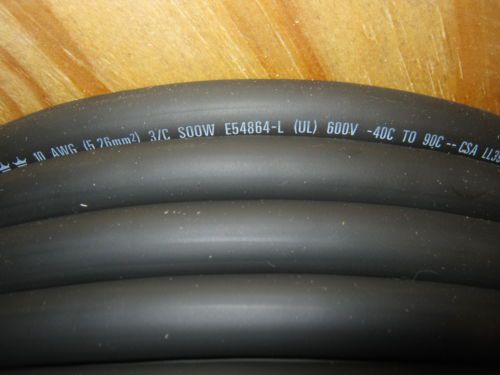 10 AWG (5.26mm²) 3/C SOOW E54864-L (UL) 600V -40C TO 90C -- CSA